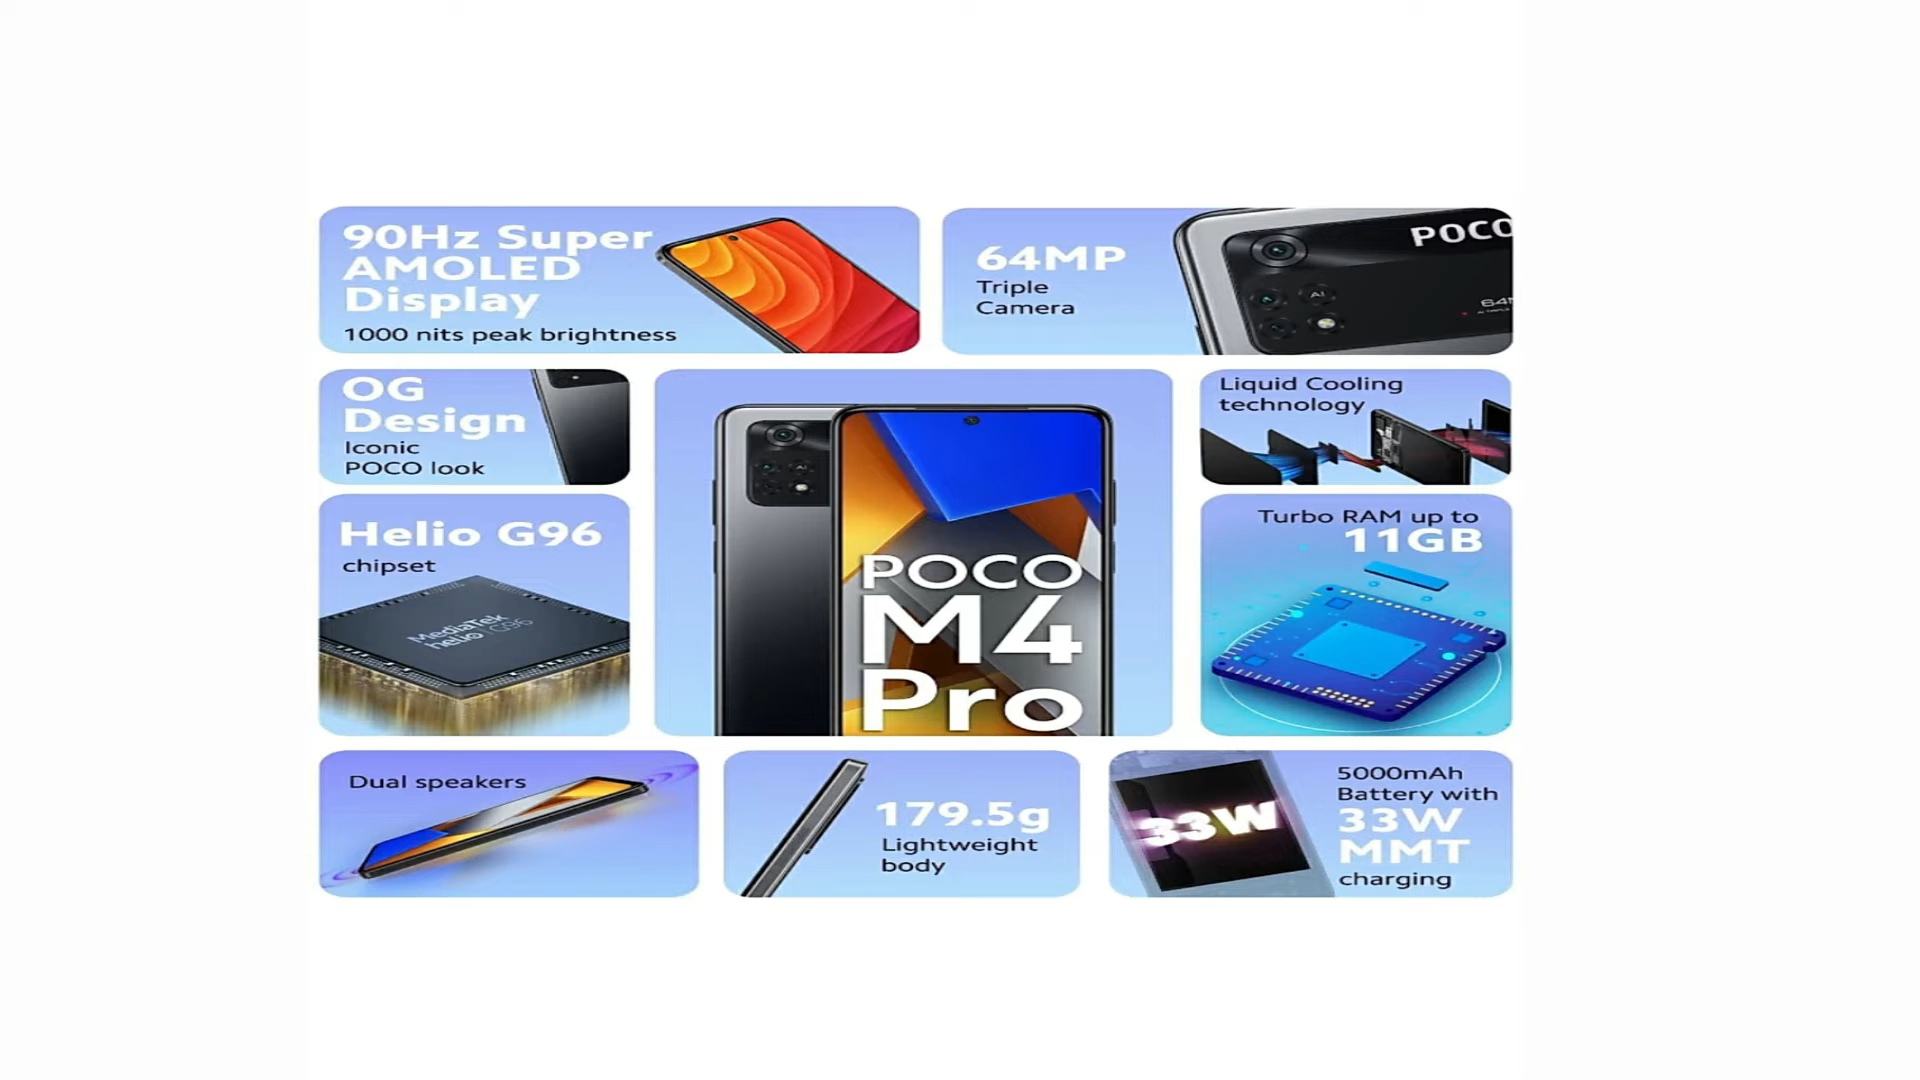 90Hz Super
AMOLED
Display
1000 nits peak brightness
64MP
Triple
Camera
POCO
AI
OG
Design
Iconic
POCO look
Liquid Cooling
technology
Helio G96
chipset
MediaTek
helio G96
AI
POCO
M4
Pro
Turbo RAM up to
11GB
Dual speakers
179.5g
Lightweight
body
33W
5000mAh
Battery with
33W
MMT
charging